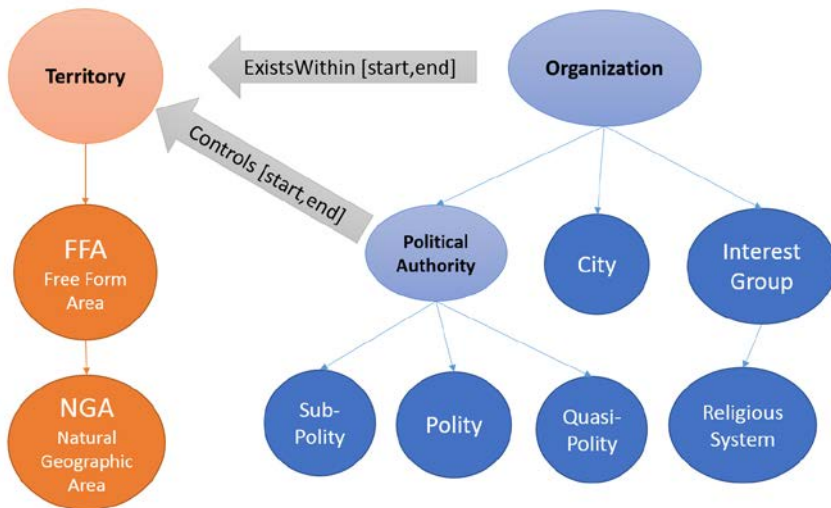 Territory
ExistsWithin [start,end]
Organization
Controls [start,end]
FFA
Free Form
Area
Political
Authority
City
Interest
Group
NGA
Natural
Geographic
Area
Sub-
Polity
Polity
Quasi-
Polity
Religious
System